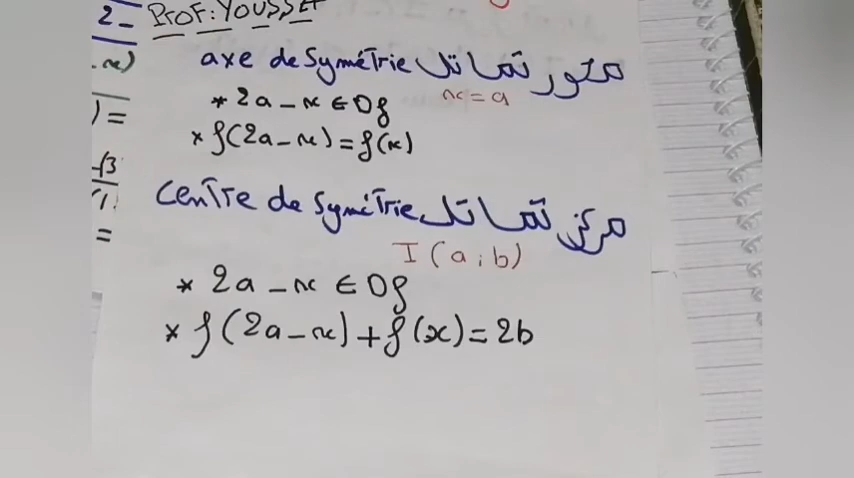 2- PROF: YOUSSEF
axe de Symétrie محور تماثل
x = a
* 2a - x ∈ Df
* f(2a - x) = f(x)
Centre de Symétrie مركز تماثل
I (a ; b)
* 2a - x ∈ Df
* f(2a - x) + f(x) = 2b